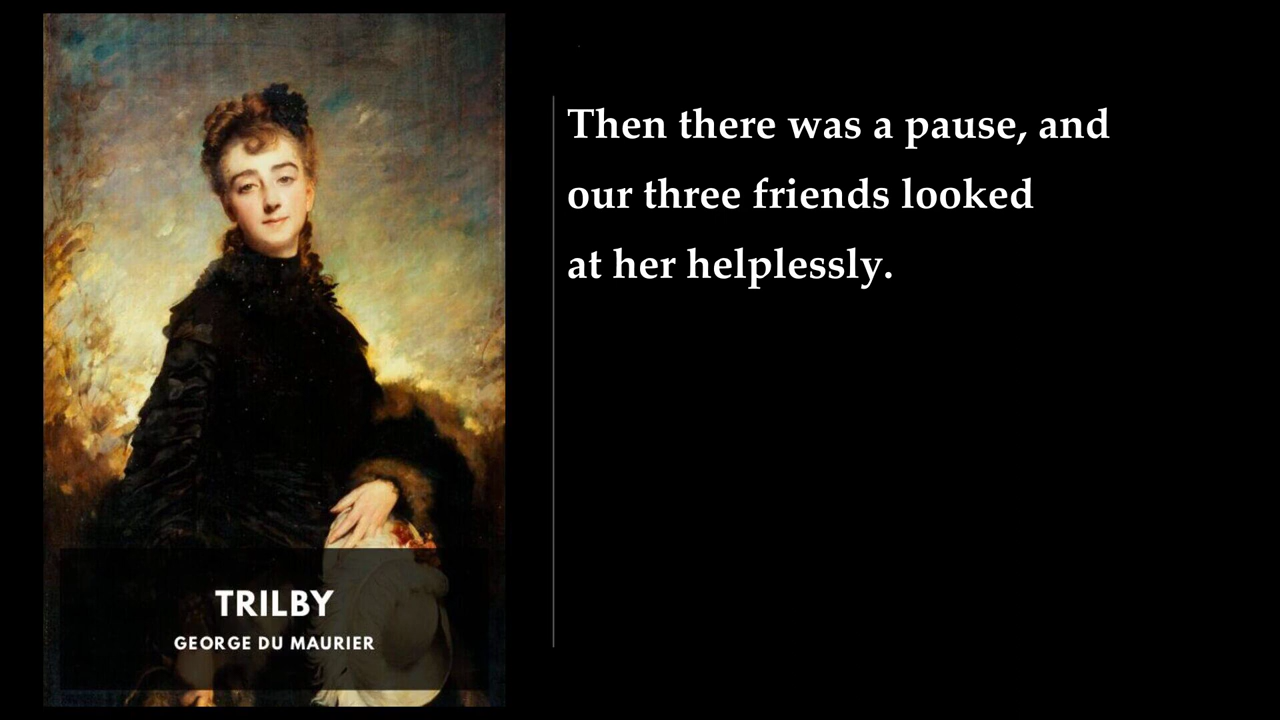 TRILBY
GEORGE DU MAURIER
Then there was a pause, and
our three friends looked
at her helplessly.